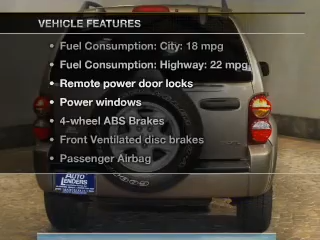 VEHICLE FEATURES
• Fuel Consumption: City: 18 mpg
• Fuel Consumption: Highway: 22 mpg
• Remote power door locks
• Power windows
• 4-wheel ABS Brakes
• Front Ventilated disc brakes
• Passenger Airbag
AUTO
LENDERS